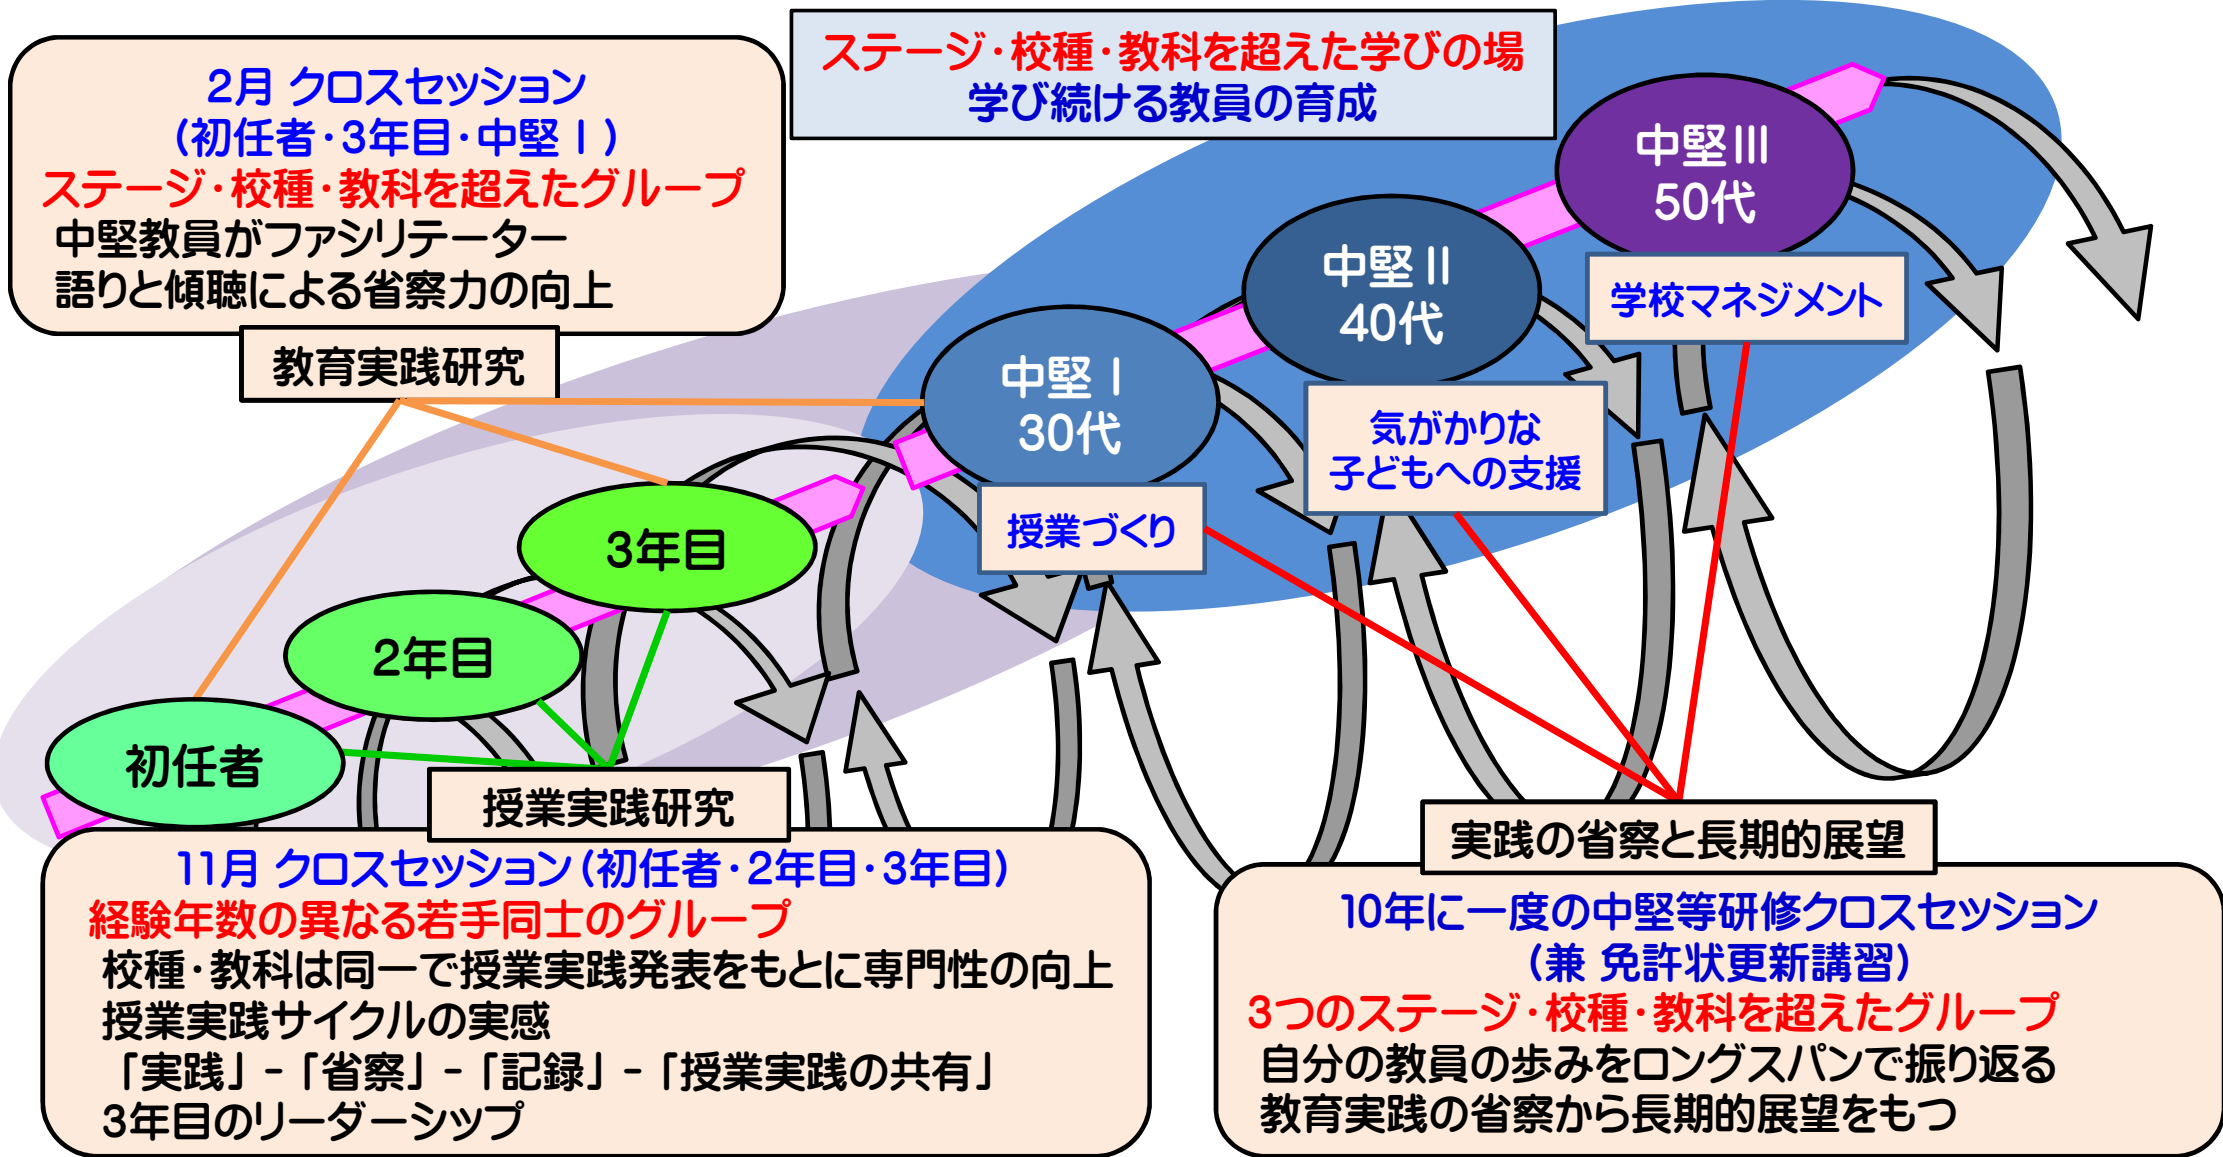 ステージ・校種・教科を超えた学びの場
学び続ける教員の育成
2月 クロスセッション
(初任者・3年目・中堅Ⅰ)
ステージ・校種・教科を超えたグループ
中堅教員がファシリテーター
語りと傾聴による省察力の向上
教育実践研究
中堅Ⅲ
50代
学校マネジメント
中堅Ⅱ
40代
気がかりな
子どもへの支援
中堅Ⅰ
30代
授業づくり
3年目
2年目
初任者
授業実践研究
11月 クロスセッション(初任者・2年目・3年目)
経験年数の異なる若手同士のグループ
校種・教科は同一で授業実践発表をもとに専門性の向上
授業実践サイクルの実感
「実践」-「省察」-「記録」-「授業実践の共有」
3年目のリーダーシップ
実践の省察と長期的展望
10年に一度の中堅等研修クロスセッション
(兼 免許状更新講習)
3つのステージ・校種・教科を超えたグループ
自分の教員の歩みをロングスパンで振り返る
教育実践の省察から長期的展望をもつ